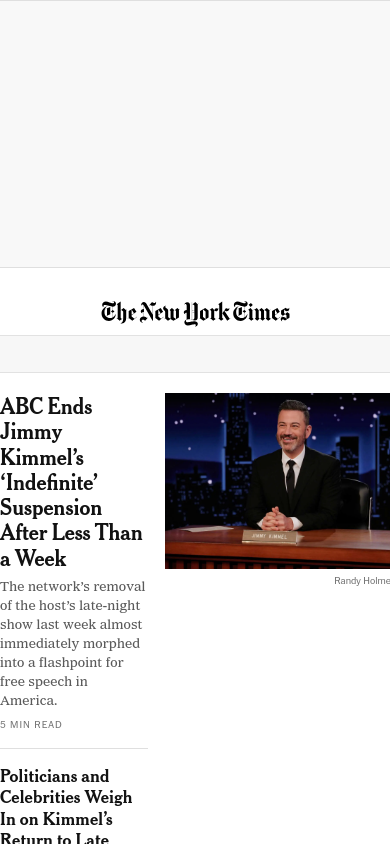 The New York Times
ABC Ends
Jimmy
Kimmel’s
‘Indefinite’
Suspension
After Less Than
a Week
The network’s removal
of the host’s late-night
show last week almost
immediately morphed
into a flashpoint for
free speech in
America.
5 MIN READ
JIMMY KIMMEL
Randy Holme
Politicians and
Celebrities Weigh
In on Kimmel’s
Return to Late